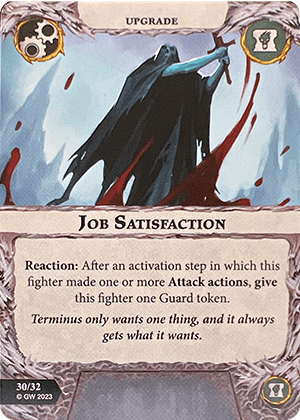 UPGRADE
JOB SATISFACTION
Reaction: After an activation step in which this
fighter made one or more Attack actions, give
this fighter one Guard token.
Terminus only wants one thing, and it always
gets what it wants.
30/32
© GW 2023